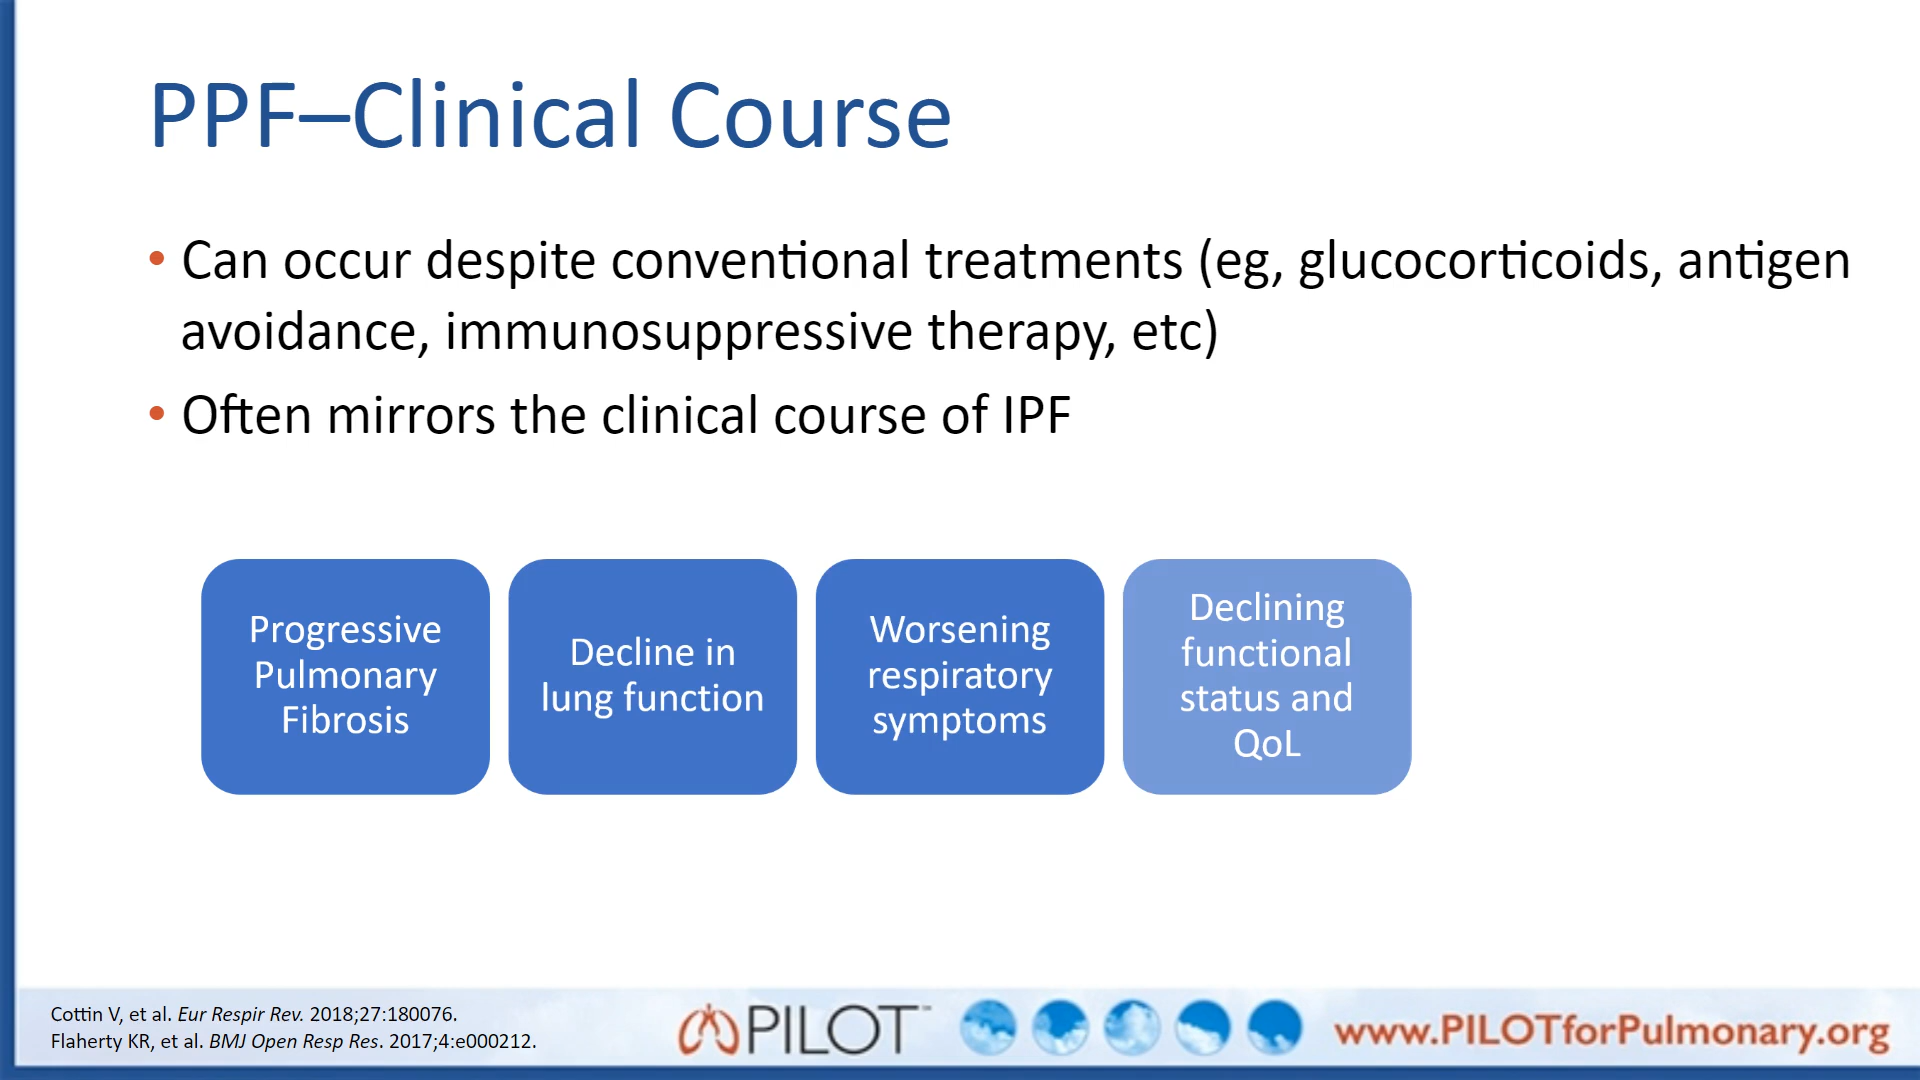 PPF–Clinical Course
• Can occur despite conventional treatments (eg, glucocorticoids, antigen
avoidance, immunosuppressive therapy, etc)
• Often mirrors the clinical course of IPF
Progressive
Pulmonary
Fibrosis
Decline in
lung function
Worsening
respiratory
symptoms
Declining
functional
status and
QoL
Cottin V, et al. Eur Respir Rev. 2018;27:180076.
Flaherty KR, et al. BMJ Open Resp Res. 2017;4:e000212.
PILOT™
www.PILOTforPulmonary.org